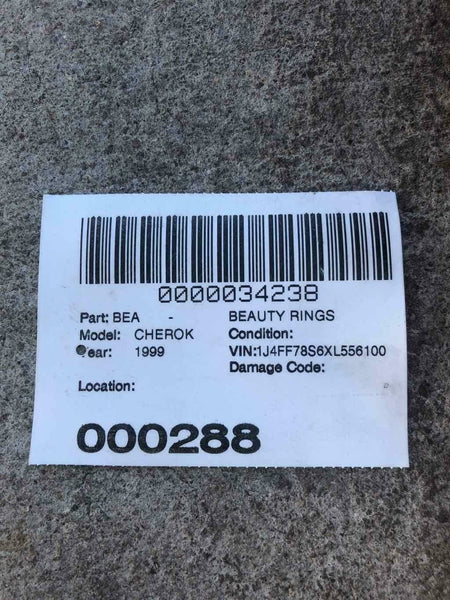 0000034238
Part: BEA - BEAUTY RINGS
Model: CHEROK Condition:
ear: 1999 VIN:1J4FF78S6XL556100
Damage Code:
Location:
000288